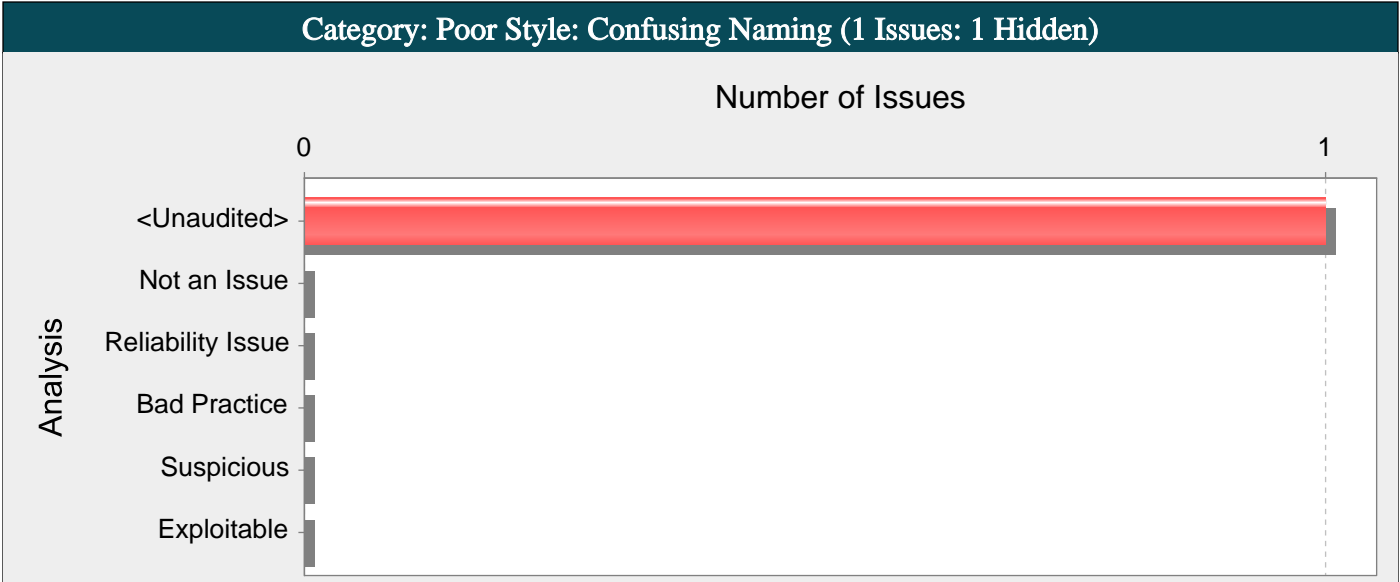 Category: Poor Style: Confusing Naming (1 Issues: 1 Hidden)
Number of Issues
0 1
<Unaudited>
Not an Issue
Reliability Issue
Bad Practice
Suspicious
Exploitable
Analysis